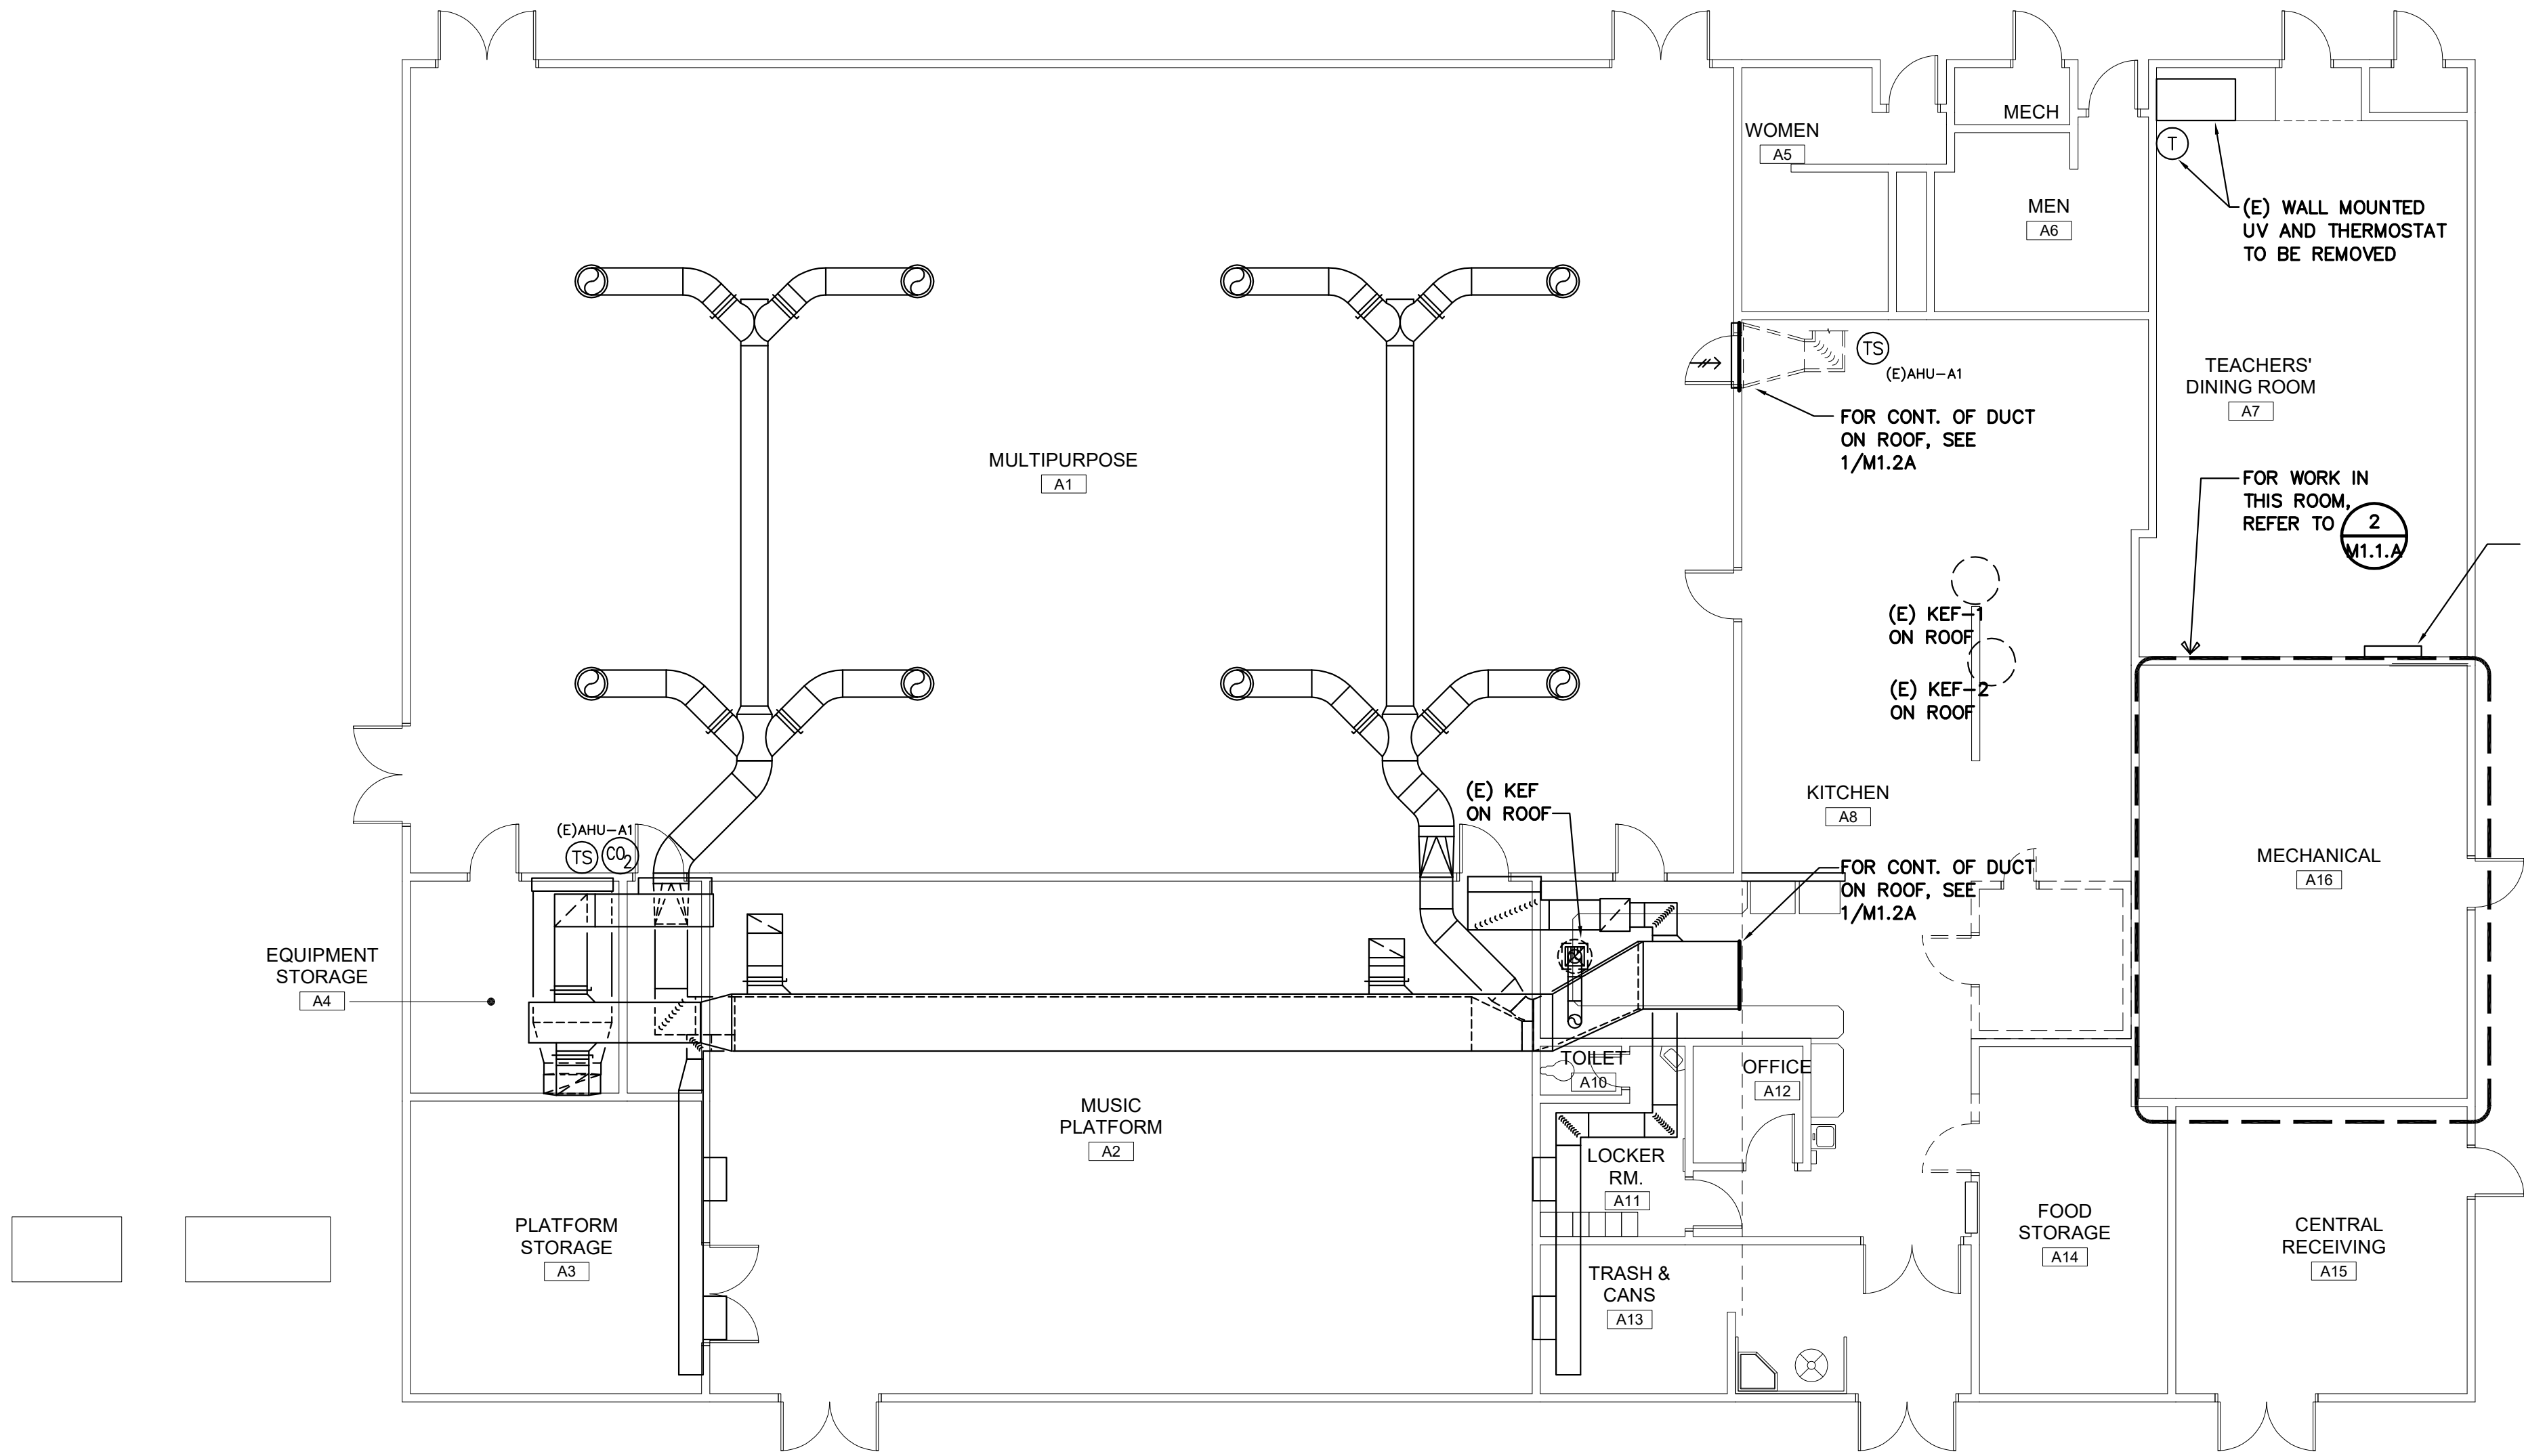 MECH
WOMEN
A5
T
MEN
A6
(E) WALL MOUNTED
UV AND THERMOSTAT
TO BE REMOVED
TS
(E)AHU-A1
TEACHERS'
DINING ROOM
A7
FOR CONT. OF DUCT
ON ROOF, SEE
1/M1.2A
MULTIPURPOSE
A1
FOR WORK IN
THIS ROOM,
REFER TO
2
M1.1.A
(E) KEF-1
ON ROOF
(E) KEF-2
ON ROOF
(E) KEF
ON ROOF
KITCHEN
A8
(E)AHU-A1
TS
CO2
FOR CONT. OF DUCT
ON ROOF, SEE
1/M1.2A
MECHANICAL
A16
EQUIPMENT
STORAGE
A4
TOILET
A10
OFFICE
A12
MUSIC
PLATFORM
A2
LOCKER
RM.
A11
PLATFORM
STORAGE
A3
FOOD
STORAGE
A14
CENTRAL
RECEIVING
A15
TRASH &
CANS
A13